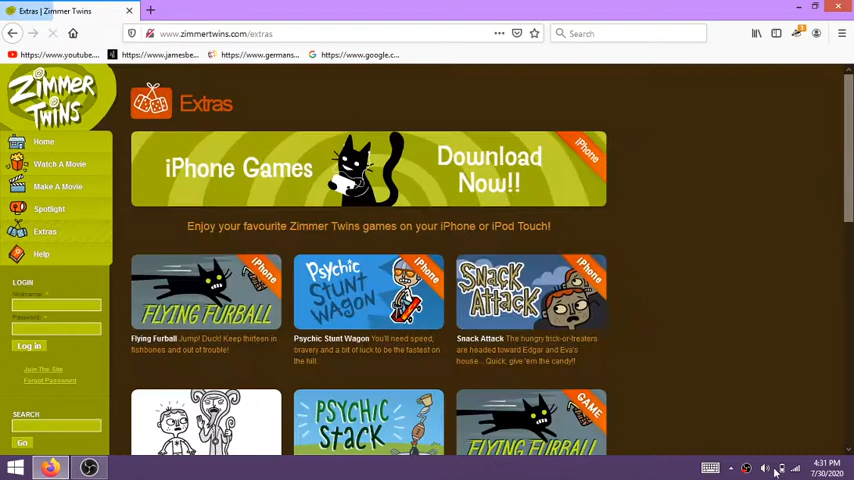 Extras | Zimmer Twins
www.zimmertwins.com/extras
Search
https://www.youtube....
https://www.jamesbe...
https://www.germans...
https://www.google.c...
Zimmer
Twins
Home
Watch A Movie
Make A Movie
Spotlight
Extras
Help
LOGIN
Nickname: *
Password: *
Log in
Join The Site
Forgot Password
SEARCH
Go
Extras
iPhone Games
Download
Now!!
iPhone
Enjoy your favourite Zimmer Twins games on your iPhone or iPod Touch!
iPhone
FLYING FURBALL
Flying Furball Jump! Duck! Keep thirteen in
fishbones and out of trouble!
iPhone
Psychic
STUNT
WAGON
Psychic Stunt Wagon You'll need speed,
bravery and a bit of luck to be the fastest on
the hill.
iPhone
SNACK
ATTACK
Snack Attack The hungry trick-or-treaters
are headed toward Edgar and Eva's
house... Quick, give 'em the candy!!
PSYCHIC
STACK
GAME
FLYING FURBALL
4:31 PM
7/30/2020